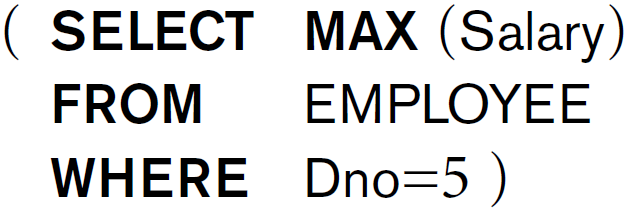 ( SELECT MAX (Salary)
FROM EMPLOYEE
WHERE Dno=5 )